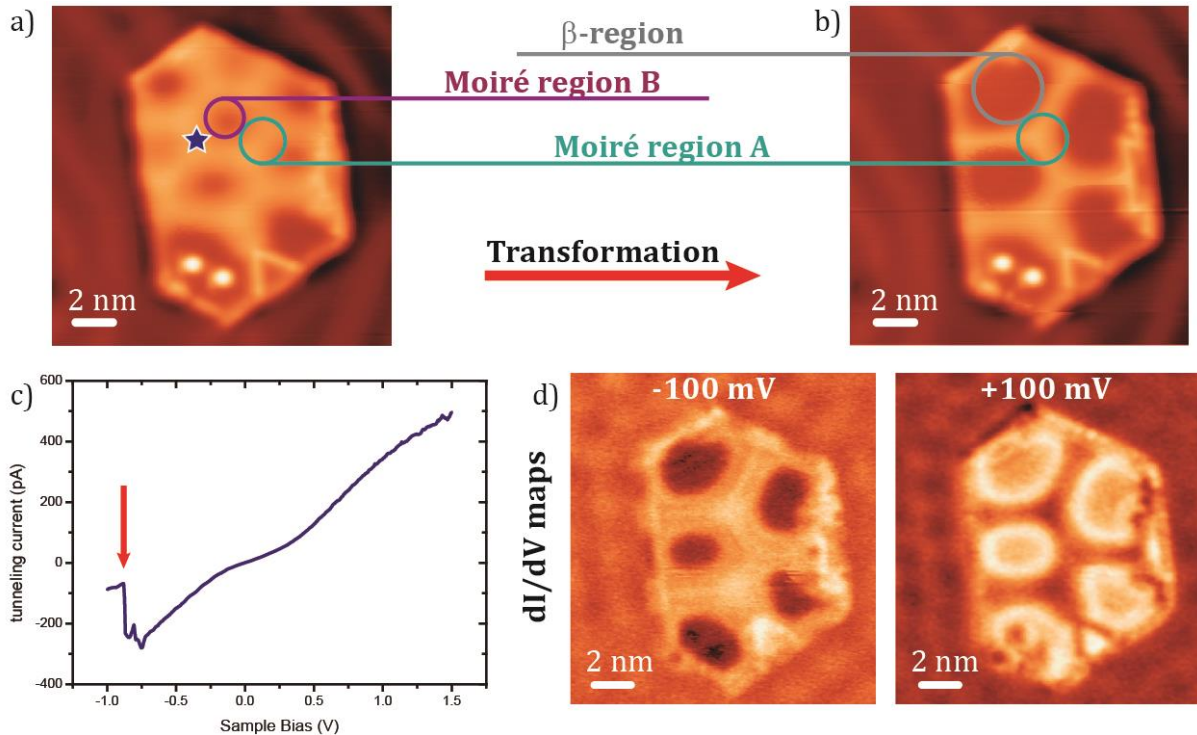 a)
β-region
b)
Moiré region B
Moiré region A
Transformation
2 nm
2 nm
c)
600
400
200
0
-200
-400
tunneling current (pA)
-1.0
-0.5
0.0
0.5
1.0
1.5
Sample Bias (V)
d)
dI/dV maps
-100 mV
+100 mV
2 nm
2 nm